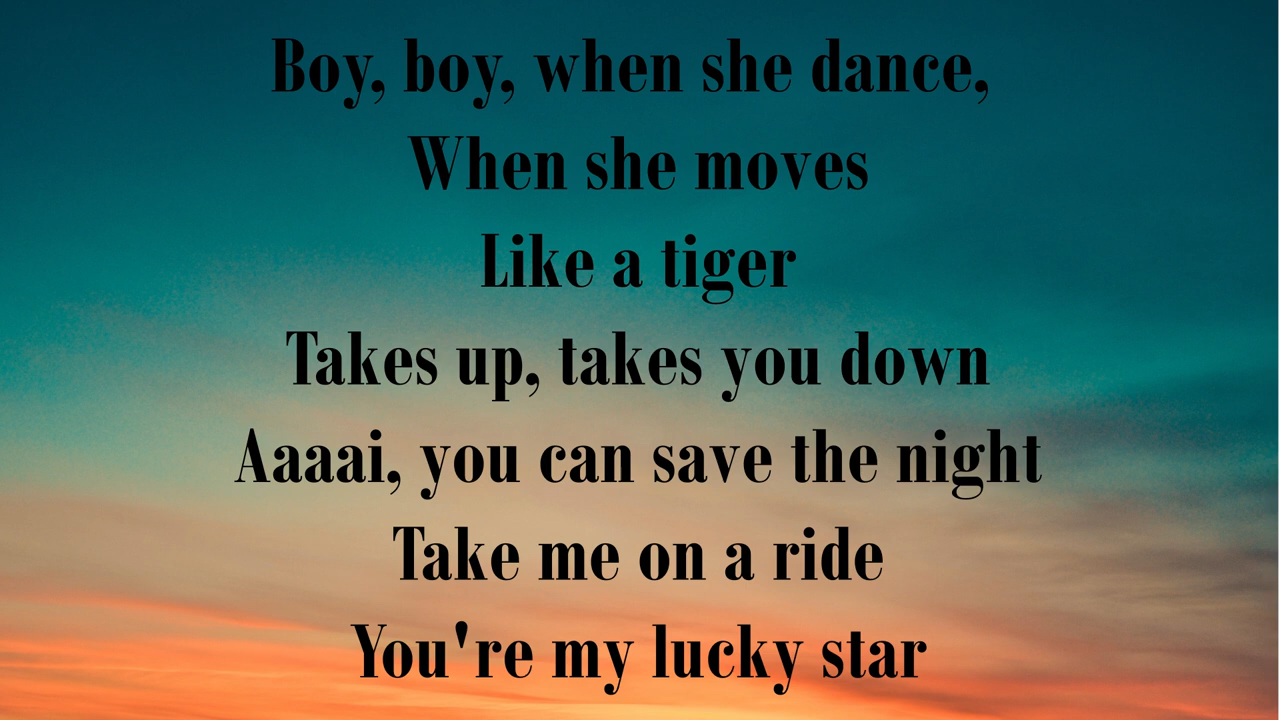 Boy, boy, when she dance,
When she moves
Like a tiger
Takes up, takes you down
Aaaai, you can save the night
Take me on a ride
You're my lucky star